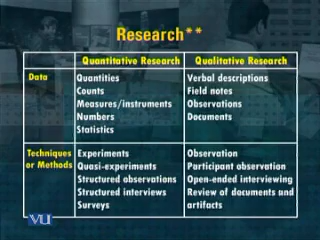 Research**
Quantitative Research Qualitative Research
Data Quantities Verbal descriptions
Counts Field notes
Measures/instruments Observations
Numbers Documents
Statistics
Techniques Experiments Observation
or Methods Quasi-experiments Participant observation
Structured observations Open-ended interviewing
Structured interviews Review of documents und
Surveys artifacts
VU